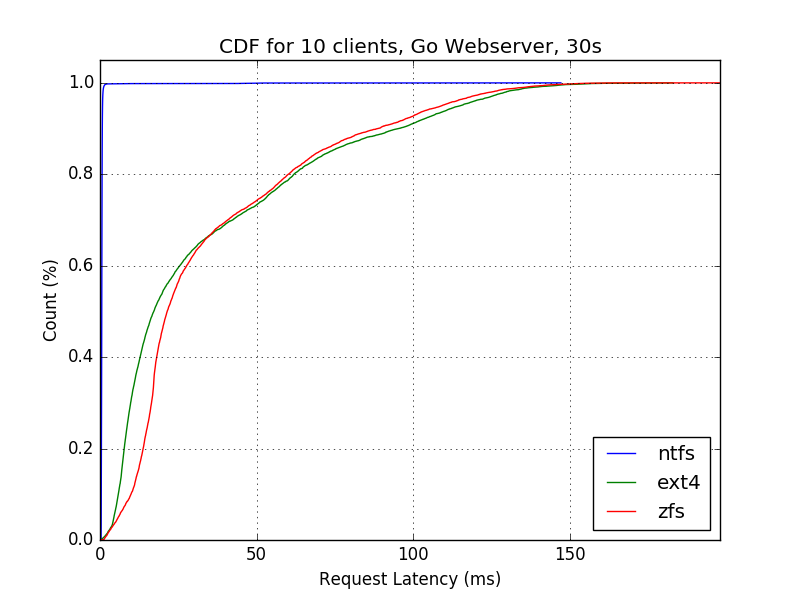 CDF for 10 clients, Go Webserver, 30s
1.0
0.8
0.6
0.4
0.2
0.0
Count (%)
0 50 100 150
Request Latency (ms)
ntfs
ext4
zfs